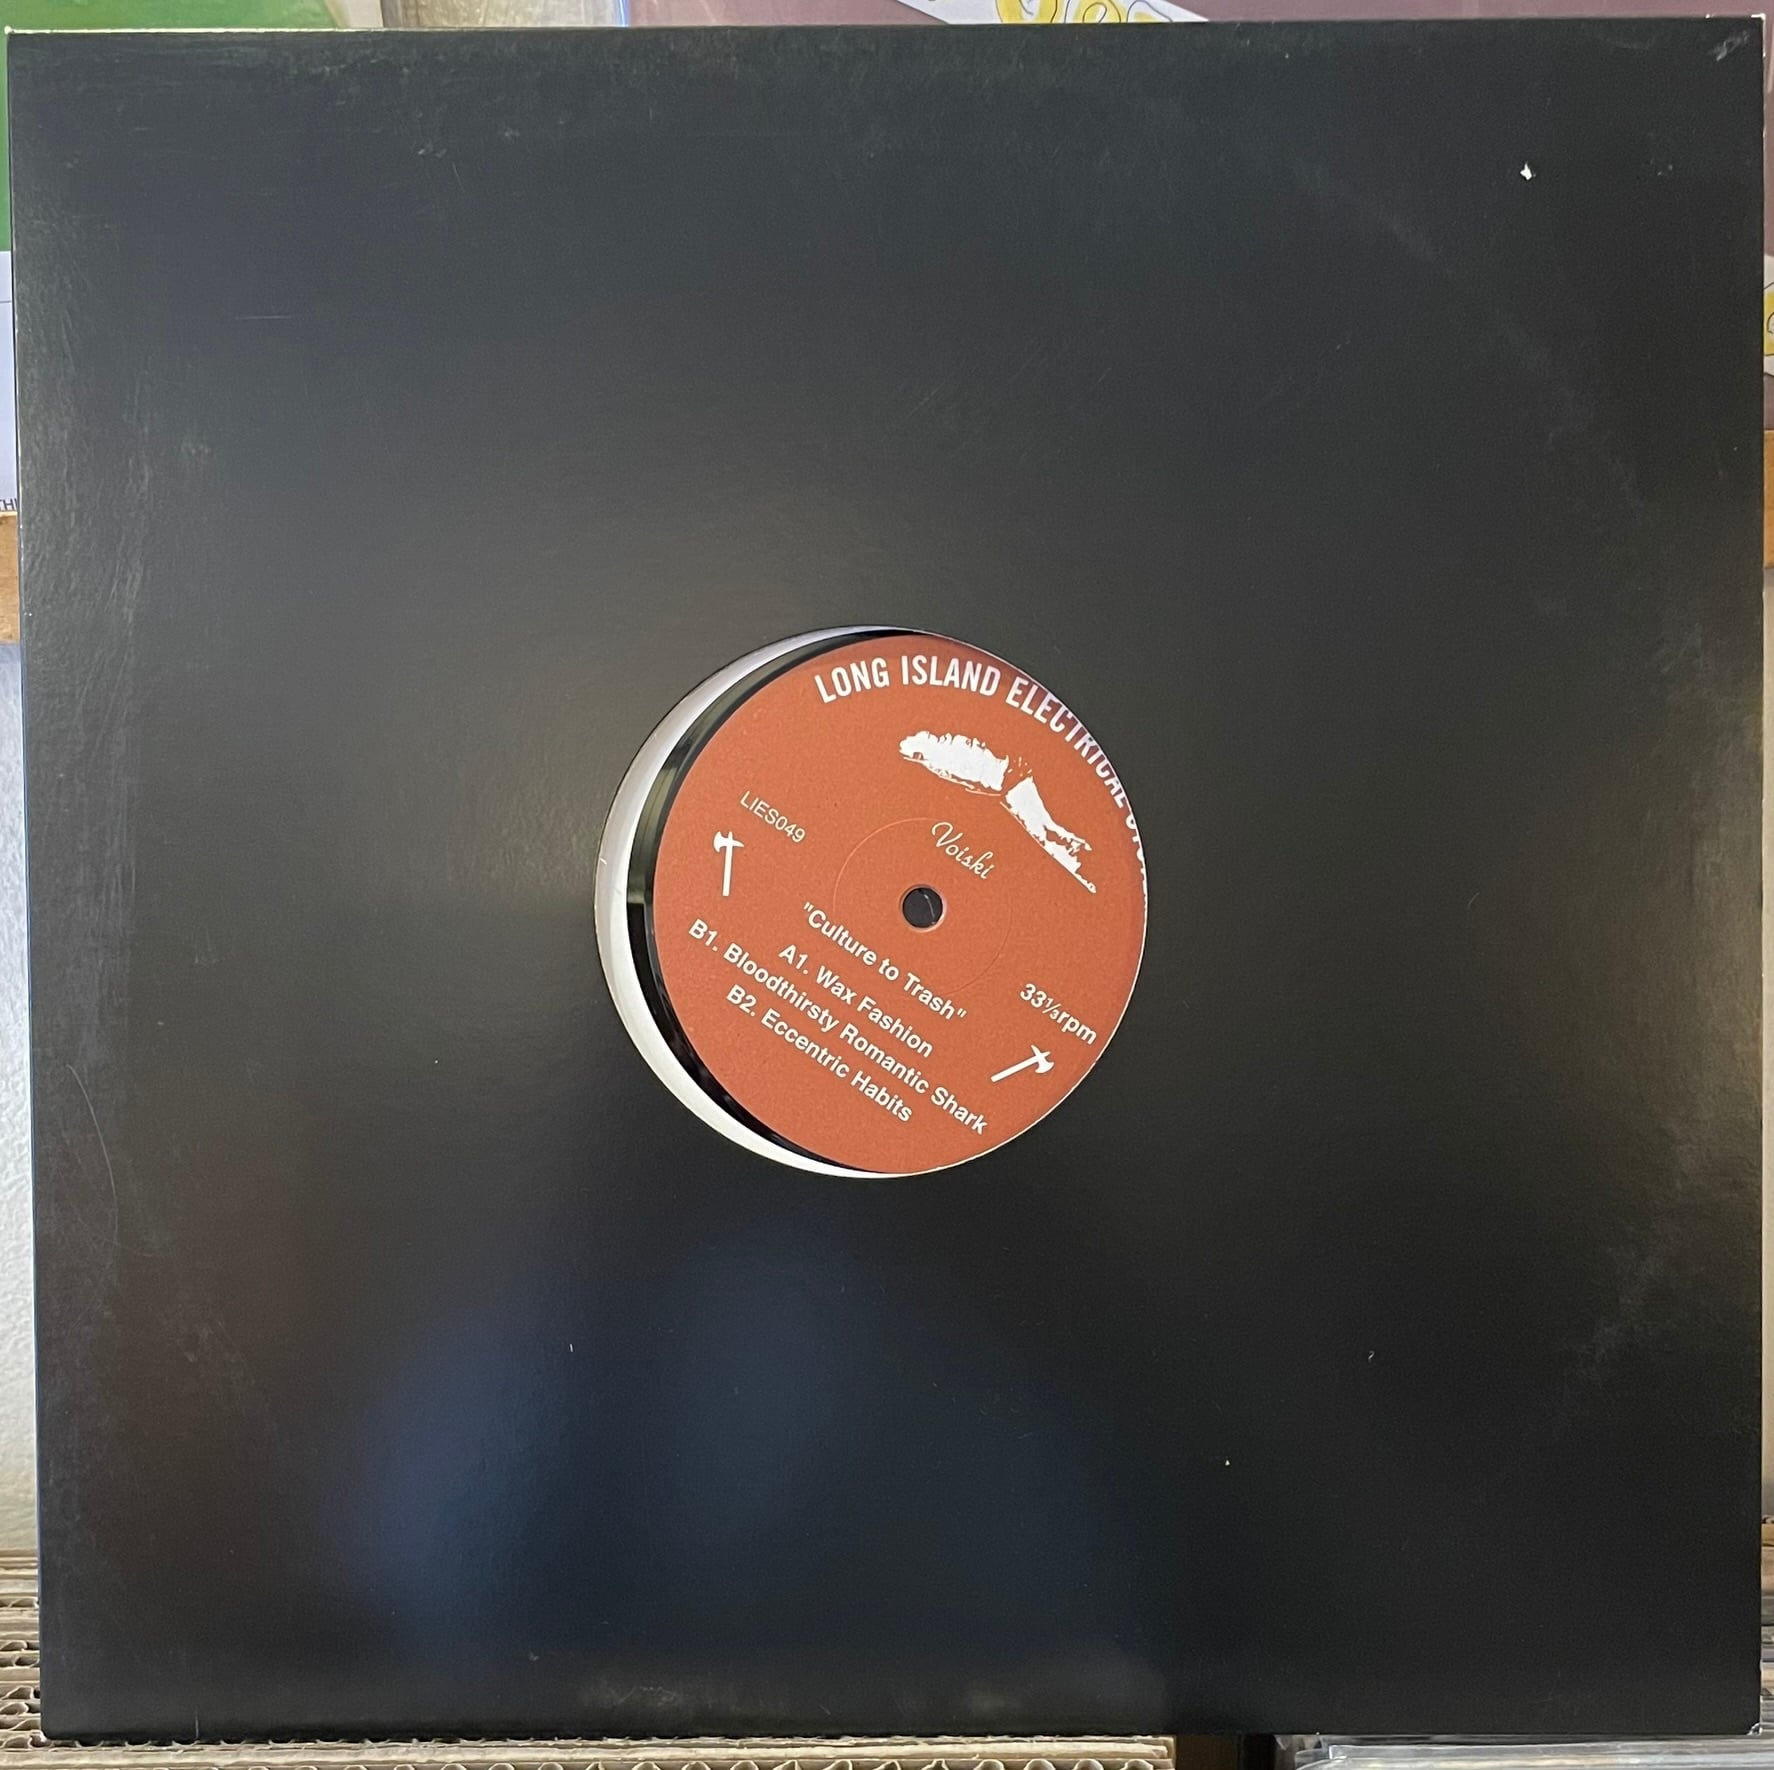 LONG ISLAND ELECTRICAL
LIES049
Voiski
"Culture to Trash"
A1. Wax Fashion
B1. Bloodthirsty Romantic Shark
B2. Eccentric Habits
33⅓rpm